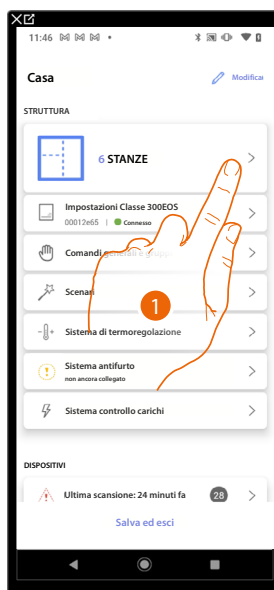 11:46
Casa
Modificar
STRUTTURA
6 STANZE
Impostazioni Classe 300EOS
00012e65 | Connesso
Comandi generali e gruppi
Scenari
1
Sistema di termoregolazione
Sistema antifurto
non ancora collegato
Sistema controllo carichi
DISPOSITIVI
Ultima scansione: 24 minuti fa
28
Salva ed esci